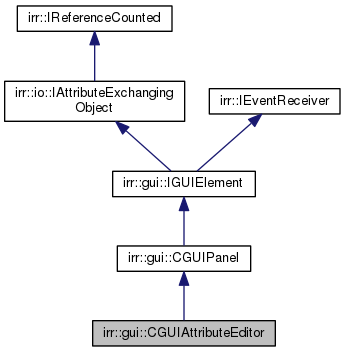 irr::IReferenceCounted
irr::io::IAttributeExchanging
Object
irr::IEventReceiver
irr::gui::IGUIElement
irr::gui::CGUIPanel
irr::gui::CGUIAttributeEditor